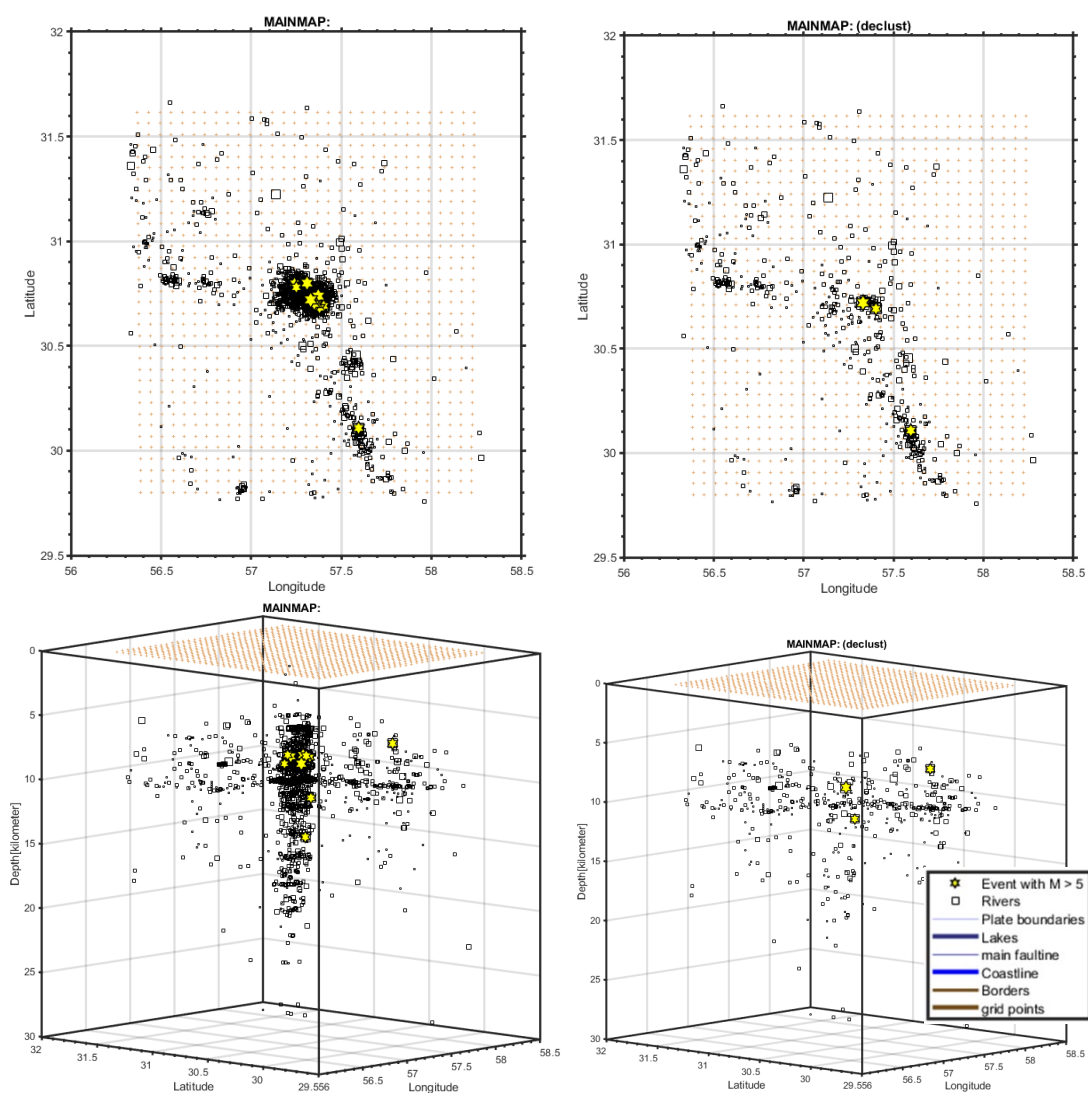 MAINMAP:
32
31.5
31
30.5
30
29.5
Latitude
56
56.5
57
57.5
58
58.5
Longitude
MAINMAP: (declust)
32
31.5
31
30.5
30
29.5
Latitude
56
56.5
57
57.5
58
58.5
Longitude
MAINMAP:
0
5
10
15
20
25
30
Depth[kilometer]
32
31.5
31
30.5
30
29.556
Latitude
56.5
57
57.5
58
58.5
Longitude
MAINMAP: (declust)
0
5
10
15
20
25
30
Depth[kilometer]
32
31.5
31
30.5
30
29.556
Latitude
56.5
57
57.5
58
58.5
Longitude
Event with M > 5
Rivers
Plate boundaries
Lakes
main faultline
Coastline
Borders
grid points